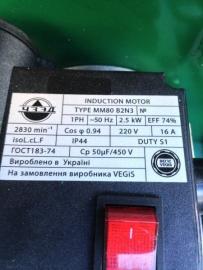 INDUCTION MOTOR
TYPE MM80 B2N3
1PH ~50 Hz 2.5 kW EFF 74%
2830 min⁻¹ Cos φ 0.94 220 V 16 A
isoL.cL.F IP44 DUTY S1
ГОСТ183-74 Cp 50µF/450 V
Вироблено в Україні
На замовлення виробника VEGIS